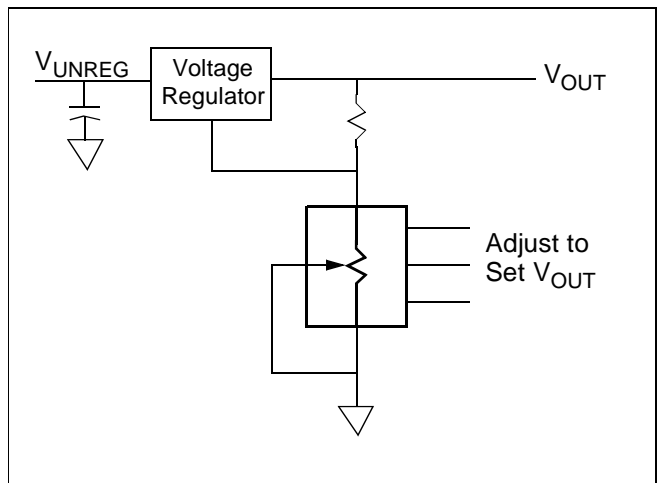 VUNREG
Voltage
Regulator
VOUT
Adjust to
Set VOUT